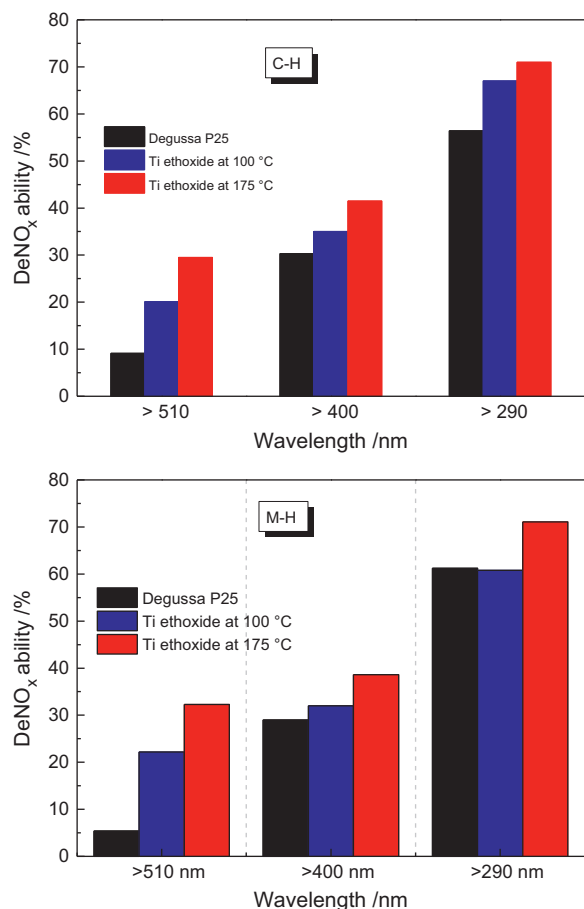 80
70
60
50
40
30
20
10
0
DeNOx ability /%
C-H
Degussa P25
Ti ethoxide at 100 °C
Ti ethoxide at 175 °C
> 510
> 400
> 290
Wavelength /nm
80
70
60
50
40
30
20
10
0
DeNOx ability /%
M-H
Degussa P25
Ti ethoxide at 100 °C
Ti ethoxide at 175 °C
>510 nm
>400 nm
>290 nm
Wavelength /nm